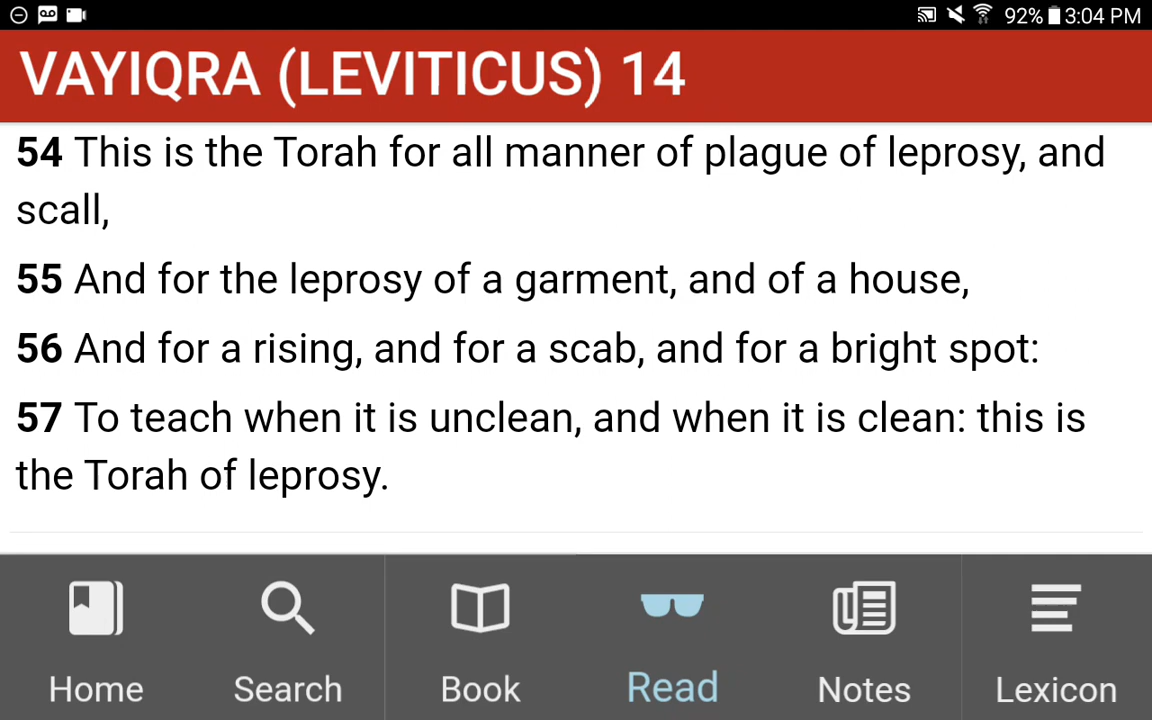 92% 3:04 PM
VAYIQRA (LEVITICUS) 14
54 This is the Torah for all manner of plague of leprosy, and
scall,
55 And for the leprosy of a garment, and of a house,
56 And for a rising, and for a scab, and for a bright spot:
57 To teach when it is unclean, and when it is clean: this is
the Torah of leprosy.
Home Search Book Read Notes Lexicon